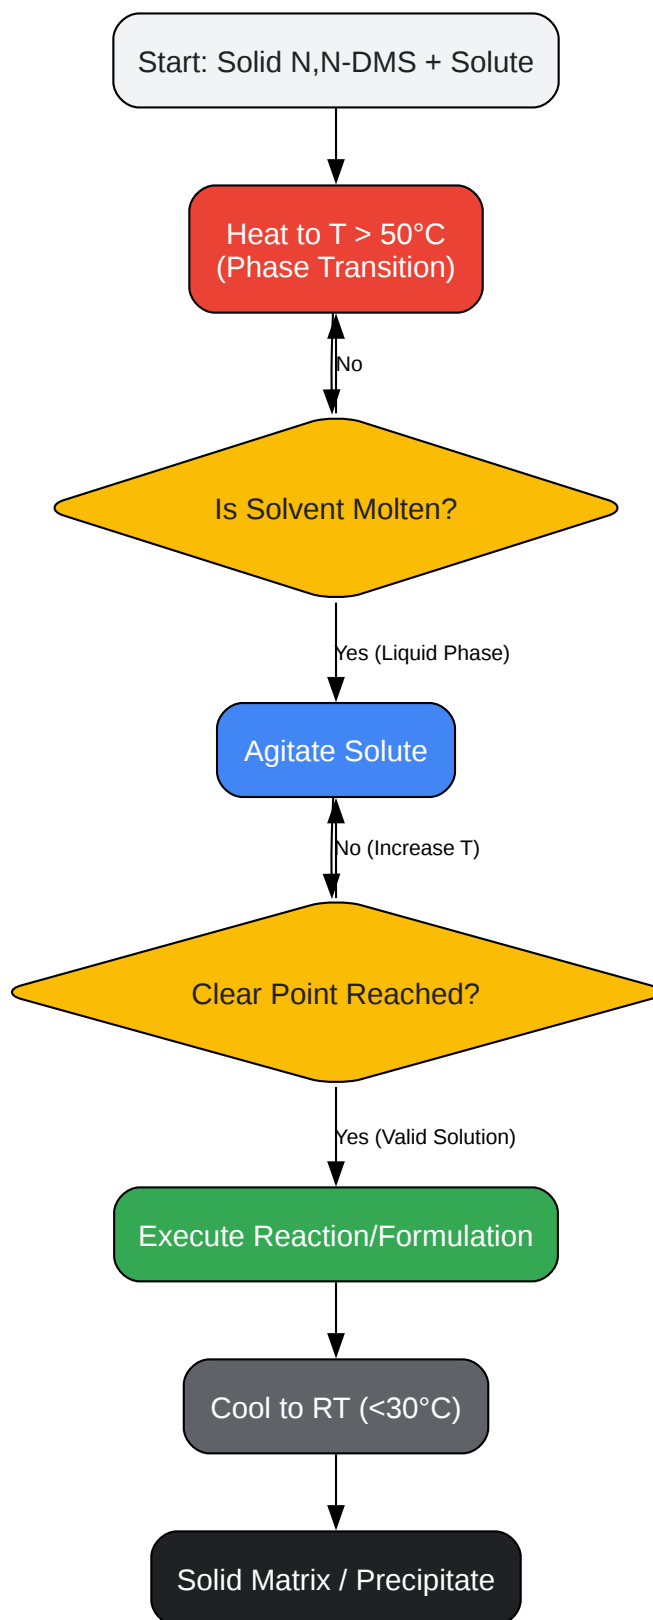 Start: Solid N,N-DMS + Solute
Heat to T > 50°C
(Phase Transition)
No
Is Solvent Molten?
Yes (Liquid Phase)
Agitate Solute
No (Increase T)
Clear Point Reached?
Yes (Valid Solution)
Execute Reaction/Formulation
Cool to RT (<30°C)
Solid Matrix / Precipitate